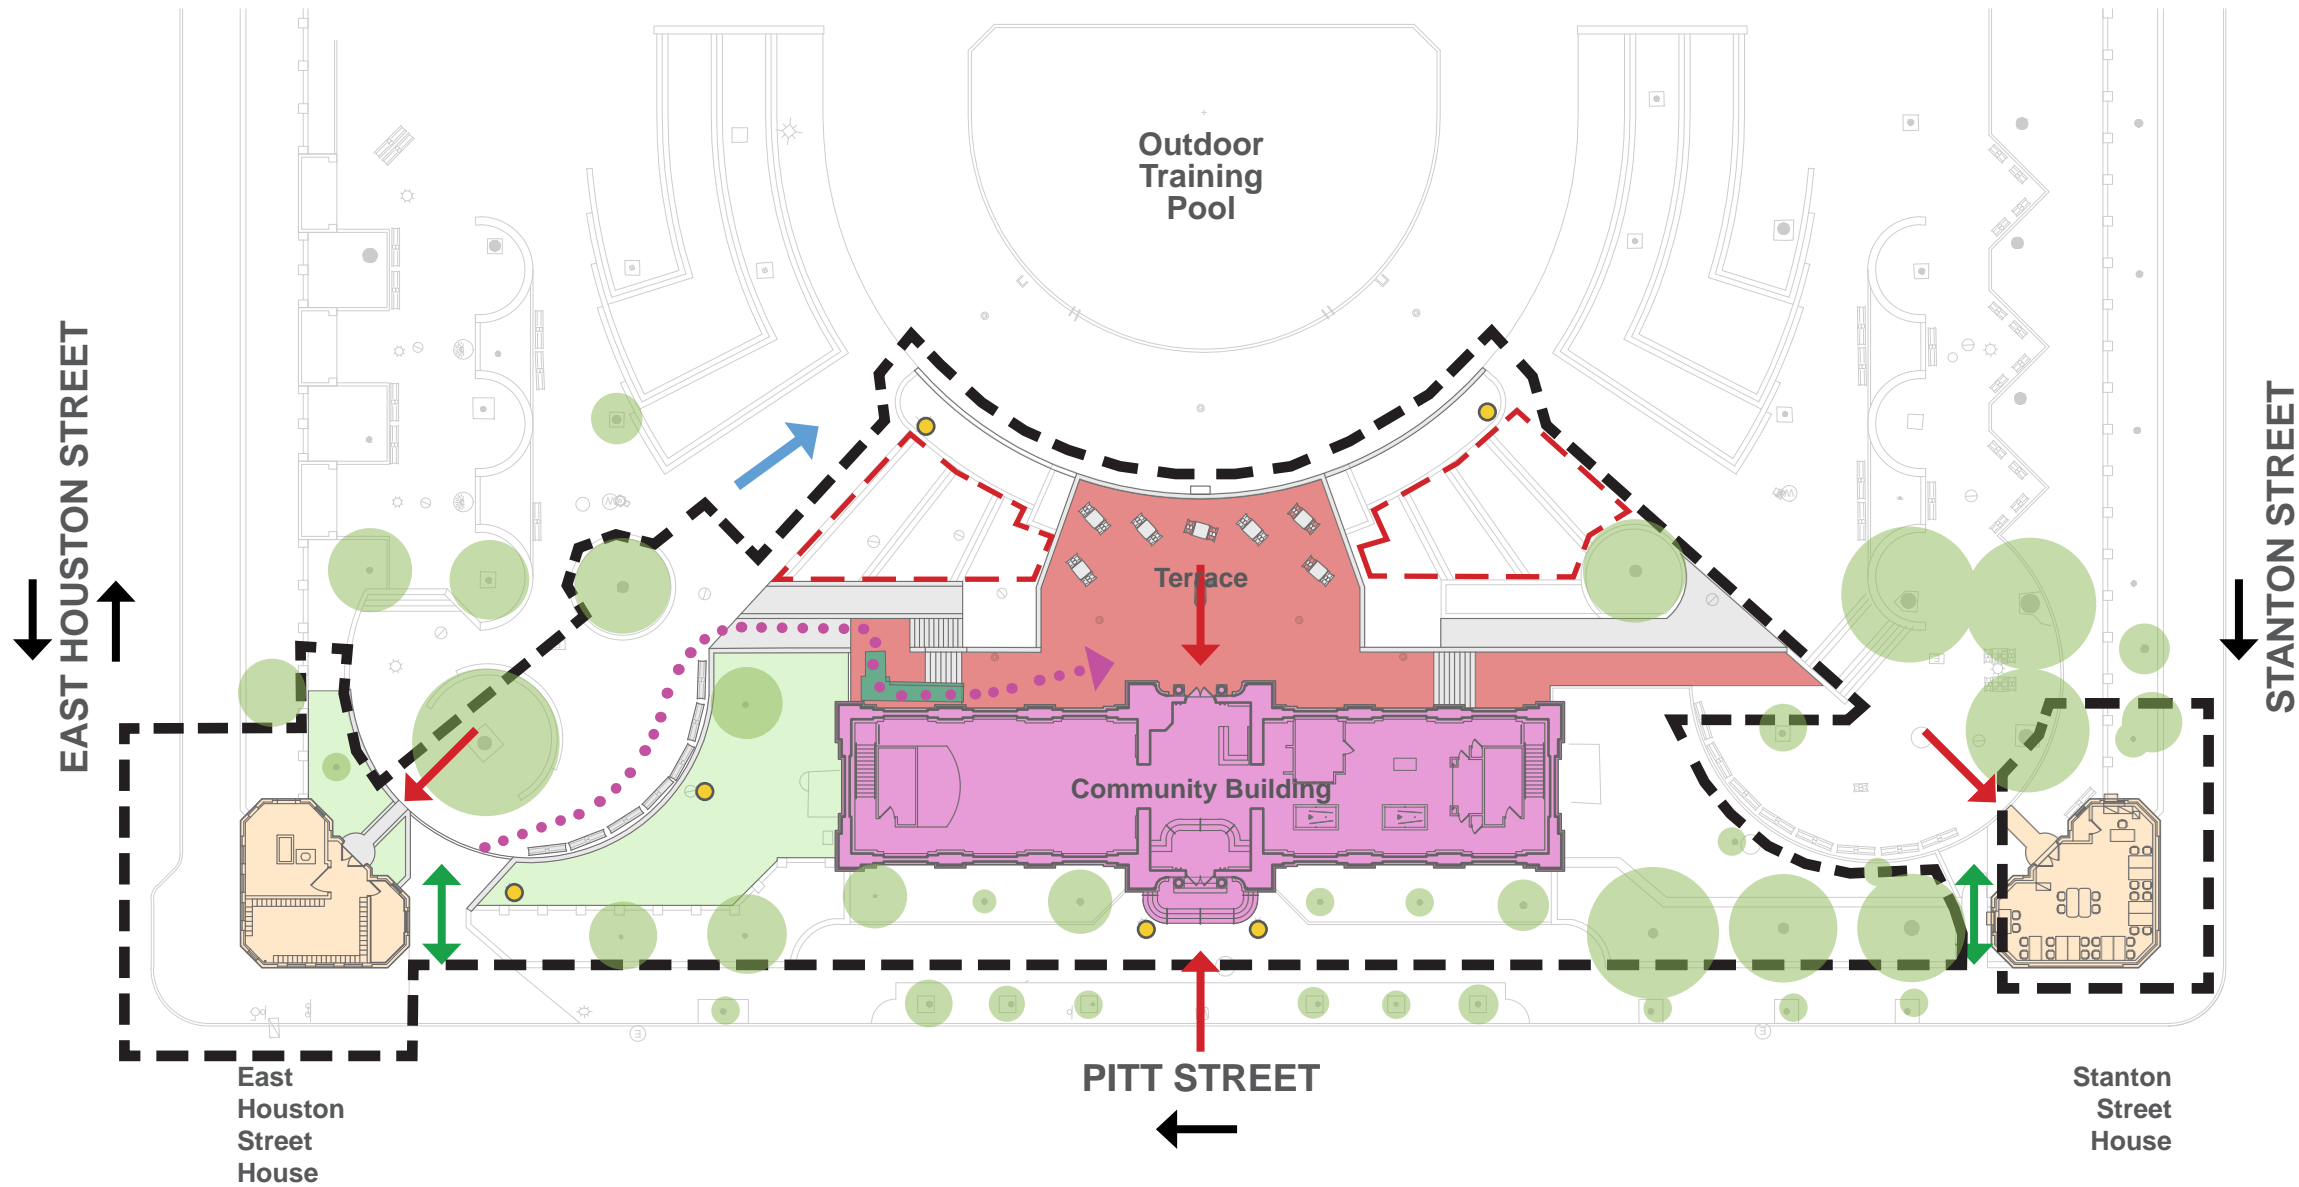 Outdoor
Training
Pool
EAST HOUSTON STREET
STANTON STREET
Terrace
Community Building
PITT STREET
East
Houston
Street
House
Stanton
Street
House